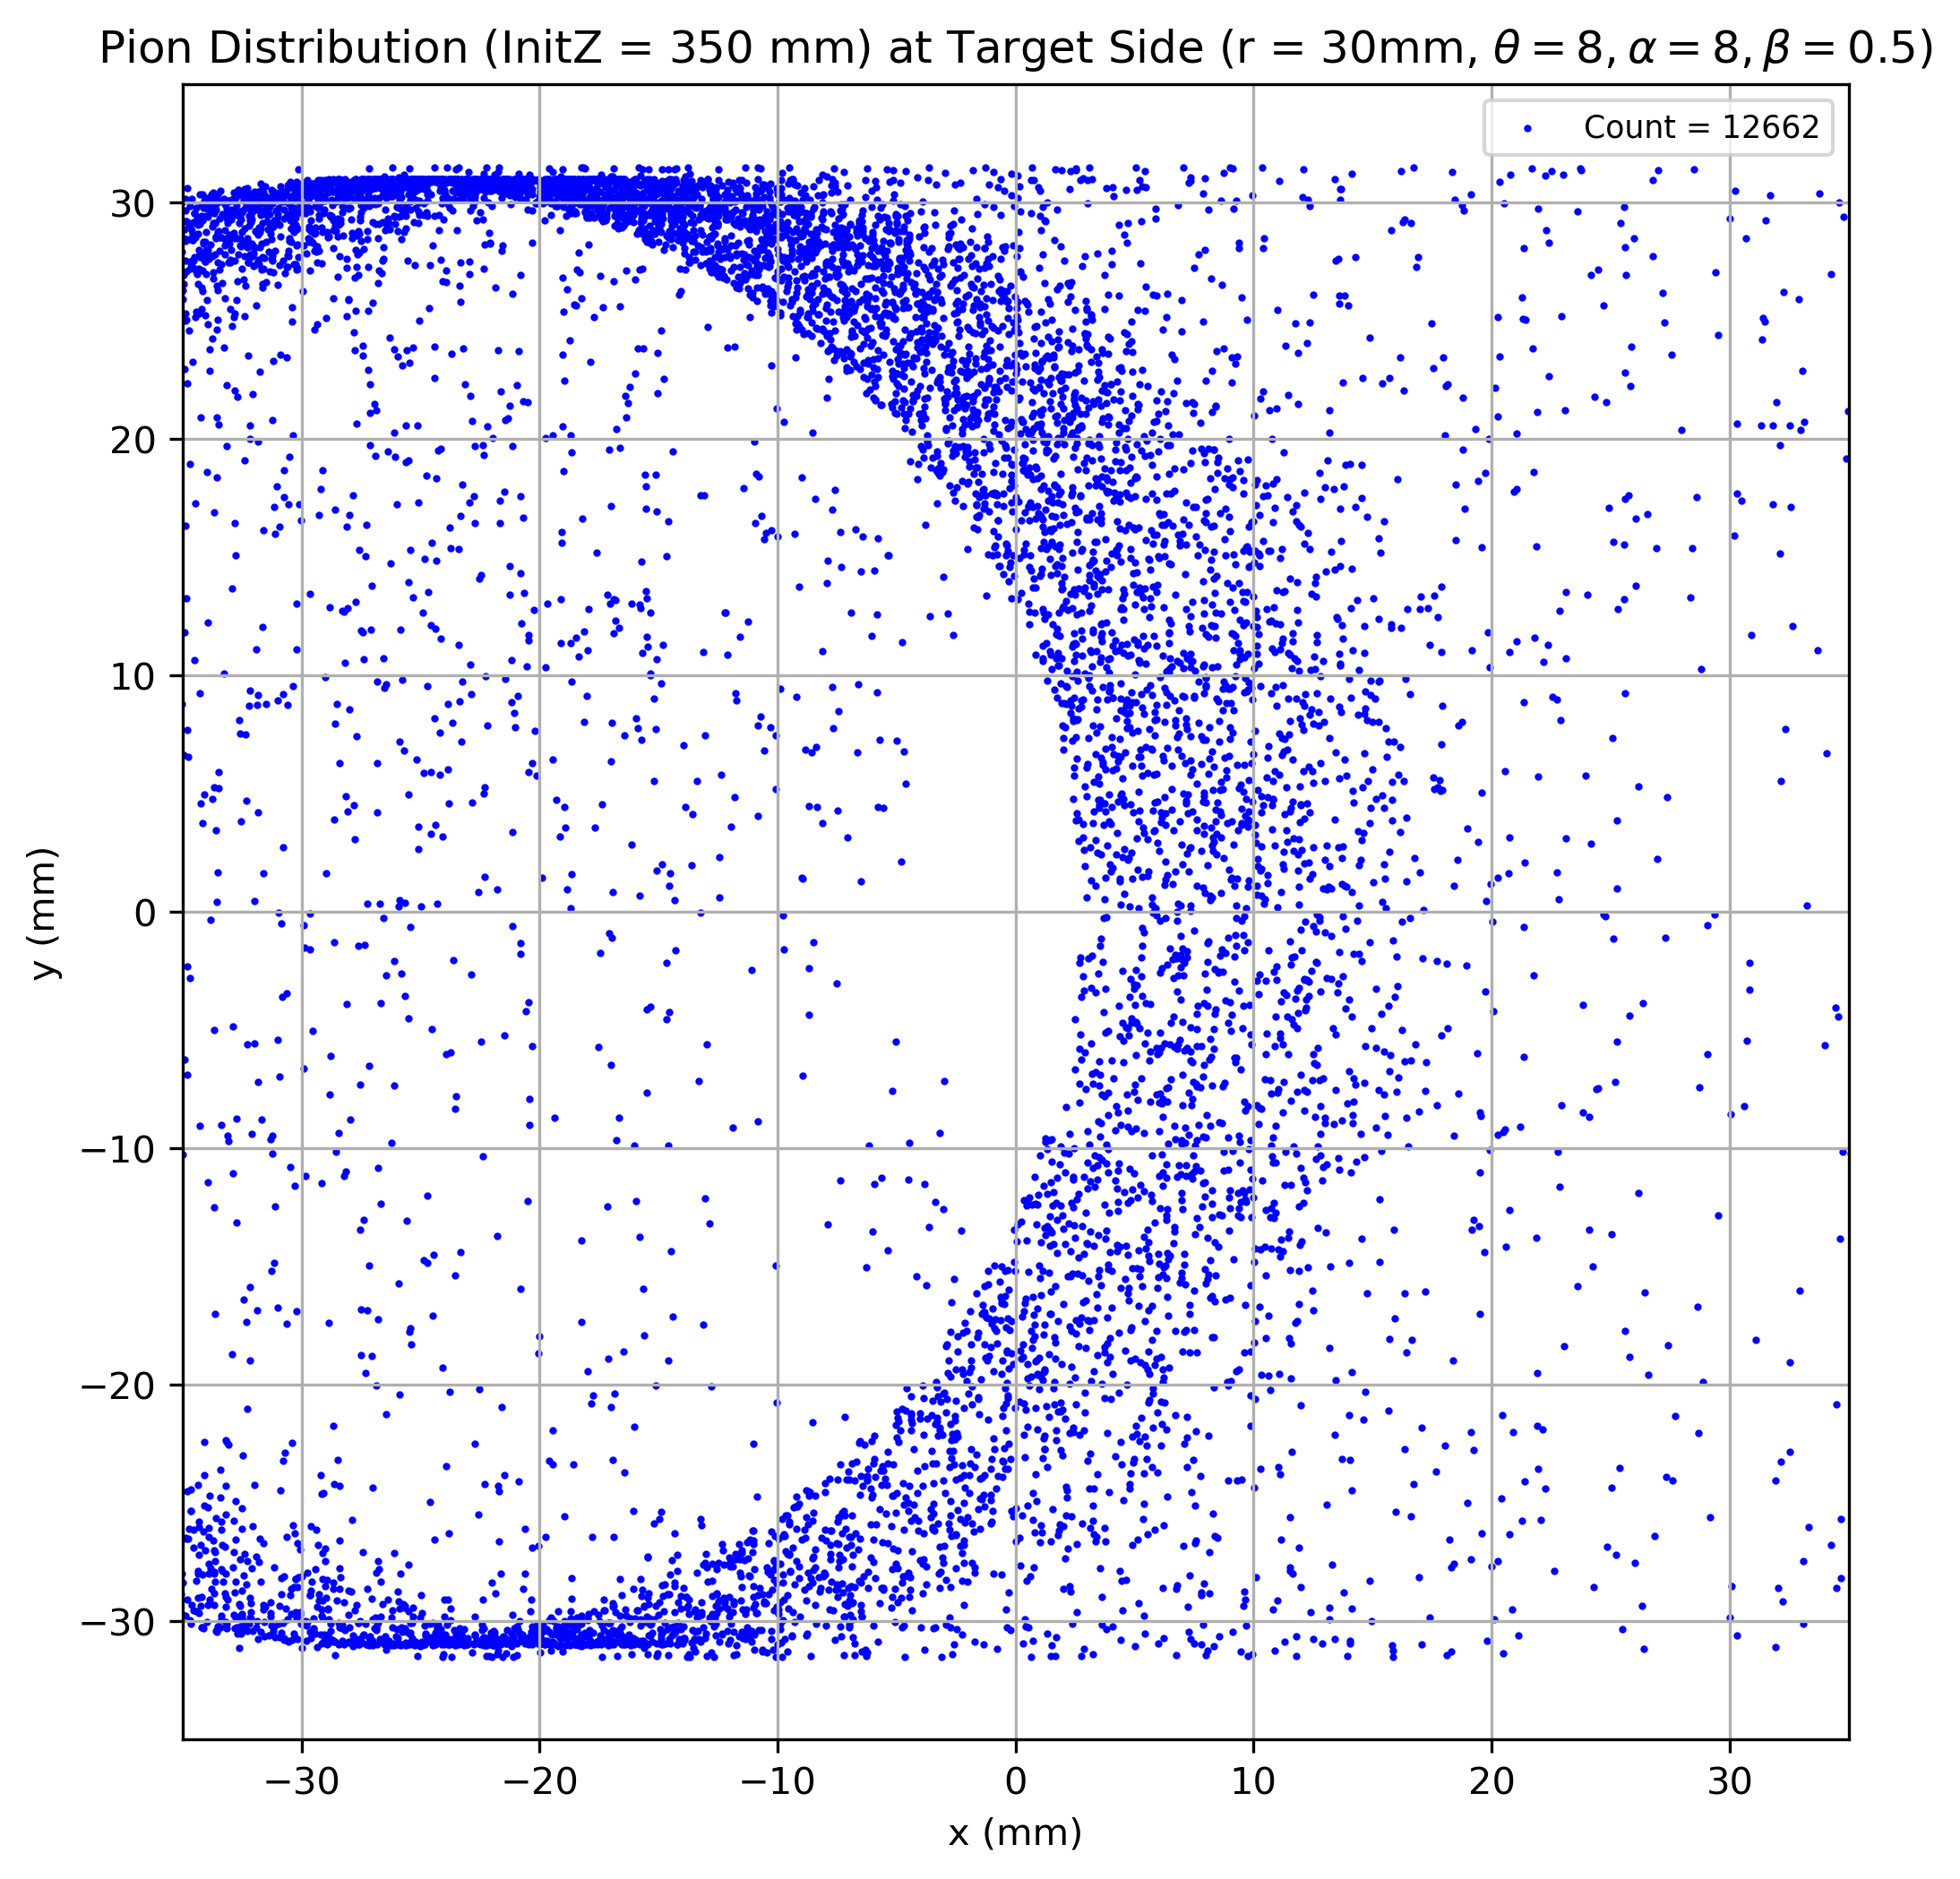 Pion Distribution (InitZ = 350 mm) at Target Side (r = 30mm, θ = 8, α = 8, β = 0.5)
Count = 12662
30
20
10
0
−10
−20
−30
y (mm)
−30 −20 −10 0 10 20 30
x (mm)